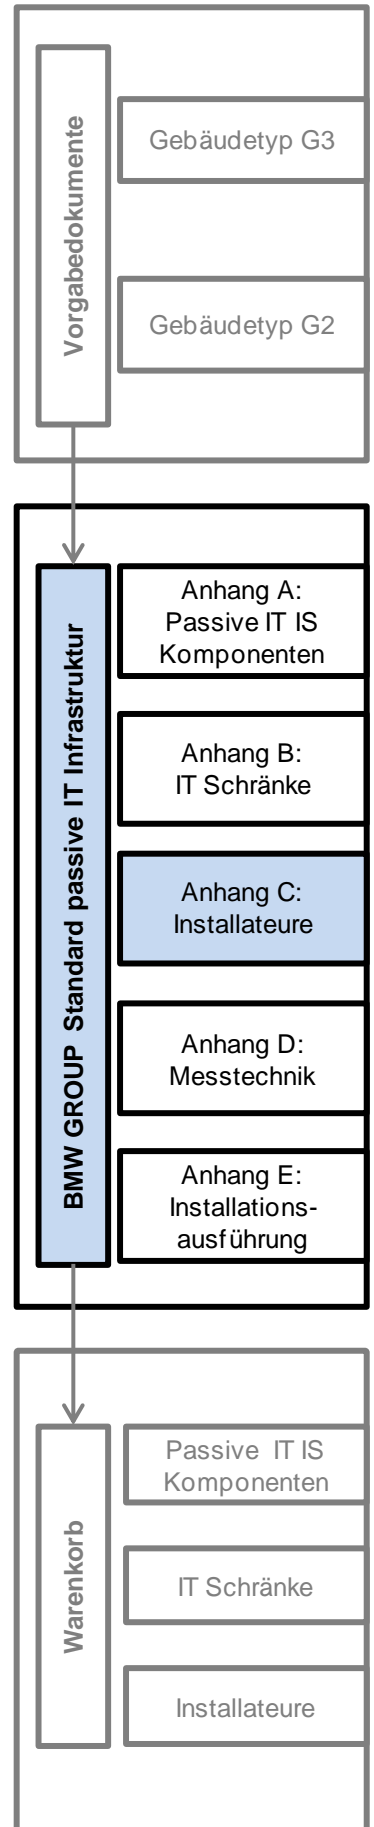 Vorgabedokumente
Gebäudetyp G3
Gebäudetyp G2
BMW GROUP Standard passive IT Infrastruktur
Anhang A:
Passive IT IS
Komponenten
Anhang B:
IT Schränke
Anhang C:
Installateure
Anhang D:
Messtechnik
Anhang E:
Installations-
ausführung
Warenkorb
Passive IT IS
Komponenten
IT Schränke
Installateure